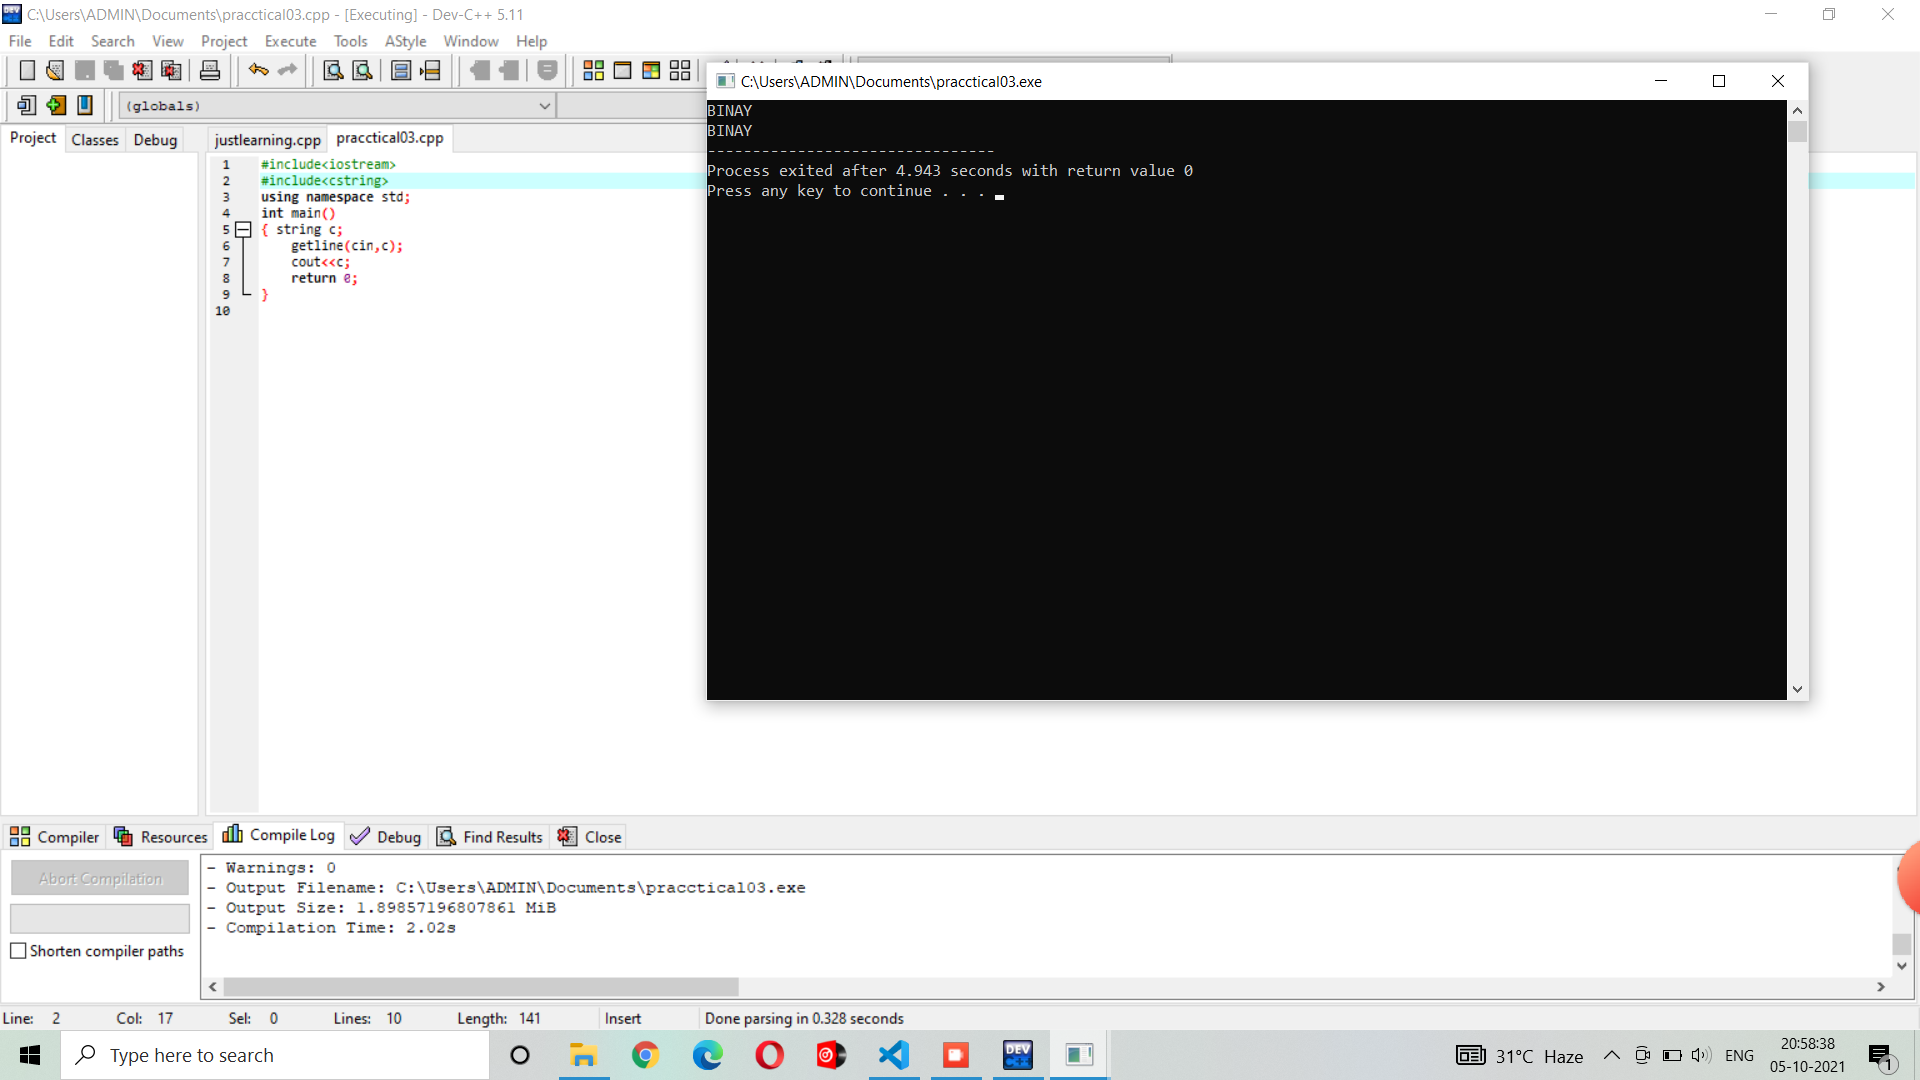 C:\Users\ADMIN\Documents\pracctical03.cpp - [Executing] - Dev-C++ 5.11
File Edit Search View Project Execute Tools AStyle Window Help
(globals)
Project Classes Debug
justlearning.cpp pracctical03.cpp
1 #include<iostream>
2 #include<cstring>
3 using namespace std;
4 int main()
5 { string c;
6 getline(cin,c);
7 cout<<c;
8 return 0;
9 }
10
C:\Users\ADMIN\Documents\pracctical03.exe
BINAY
BINAY
--------------------------------
Process exited after 4.943 seconds with return value 0
Press any key to continue . . .
Compiler Resources Compile Log Debug Find Results Close
Abort Compilation
Shorten compiler paths
- Warnings: 0
- Output Filename: C:\Users\ADMIN\Documents\pracctical03.exe
- Output Size: 1.89857196807861 MiB
- Compilation Time: 2.02s
Line: 2 Col: 17 Sel: 0 Lines: 10 Length: 141 Insert Done parsing in 0.328 seconds
Type here to search
DEV C++
31°C Haze
ENG
20:58:38
05-10-2021
1